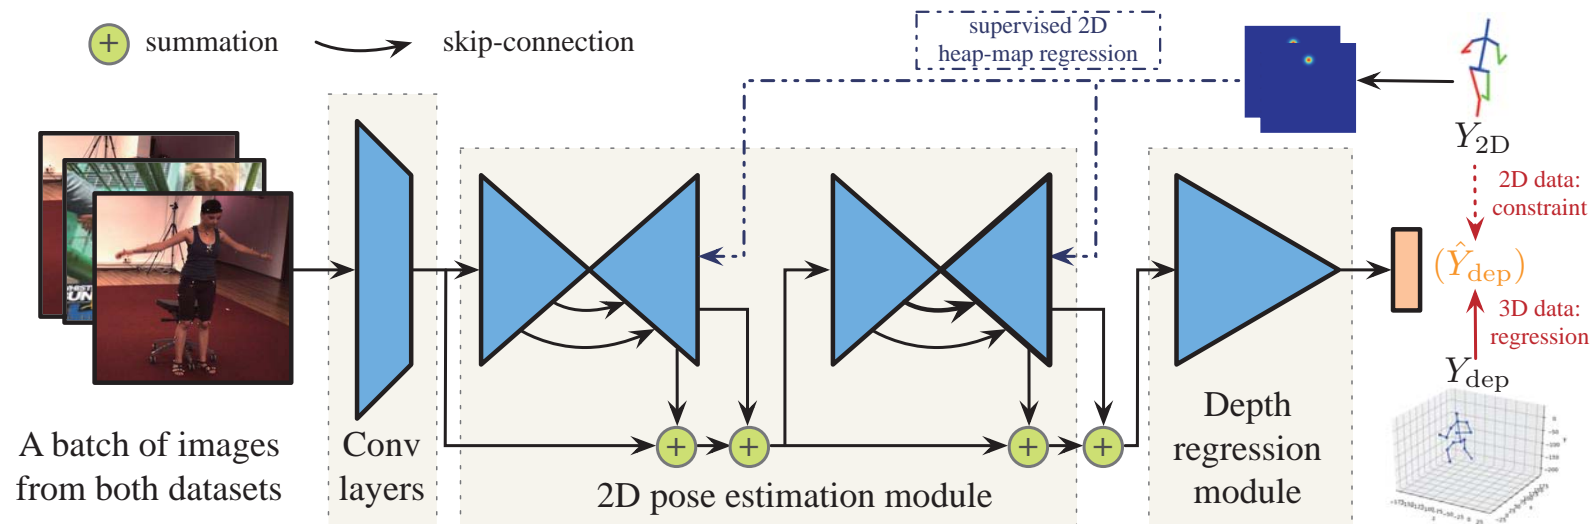 summation
skip-connection
supervised 2D
heap-map regression
Y2D
2D data:
constraint
(Ŷdep)
3D data:
regression
Ydep
A batch of images
from both datasets
Conv
layers
2D pose estimation module
Depth
regression
module